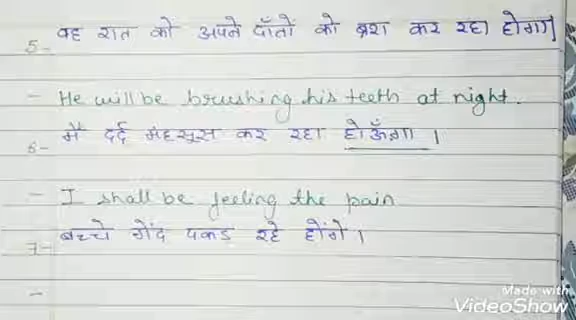 5- वह रात को अपने दाँतों को ब्रश कर रहा होगा|
- He will be brushing his teeth at night.
6- मैं दर्द मंहसूस कर रहा होऊँगा ।
- I shall be feeling the pain
7- बच्चे गेंद पकड रहे होंगे।
-
Made with
VideoShow